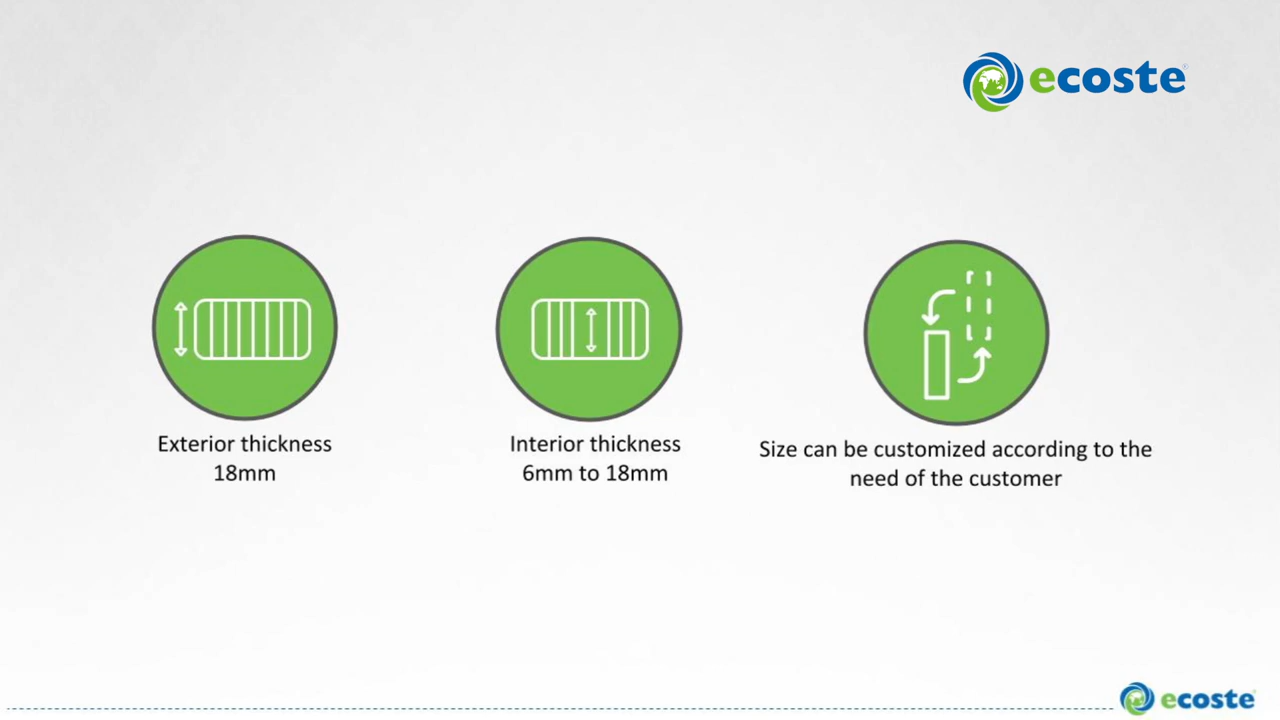 ecoste
Exterior thickness
18mm
Interior thickness
6mm to 18mm
Size can be customized according to the
need of the customer
ecoste